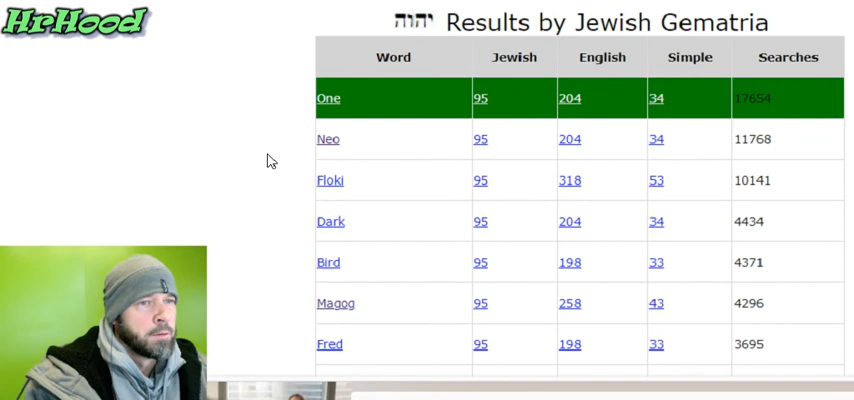 HrHood
יהוה Results by Jewish Gematria
Word Jewish English Simple Searches
One 95 204 34 17654
Neo 95 204 34 11768
Floki 95 318 53 10141
Dark 95 204 34 4434
Bird 95 198 33 4371
Magog 95 258 43 4296
Fred 95 198 33 3695